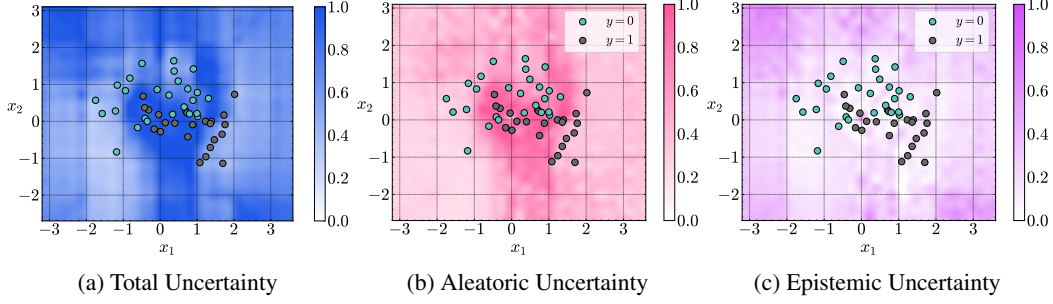 3
2
1
0
−1
−2
x₂
−3 −2 −1 0 1 2 3
x₁
1.0
0.8
0.6
0.4
0.2
0.0
(a) Total Uncertainty
y = 0
y = 1
3
2
1
0
−1
−2
x₂
−3 −2 −1 0 1 2 3
x₁
1.0
0.8
0.6
0.4
0.2
0.0
(b) Aleatoric Uncertainty
y = 0
y = 1
3
2
1
0
−1
−2
x₂
−3 −2 −1 0 1 2 3
x₁
1.0
0.8
0.6
0.4
0.2
0.0
(c) Epistemic Uncertainty